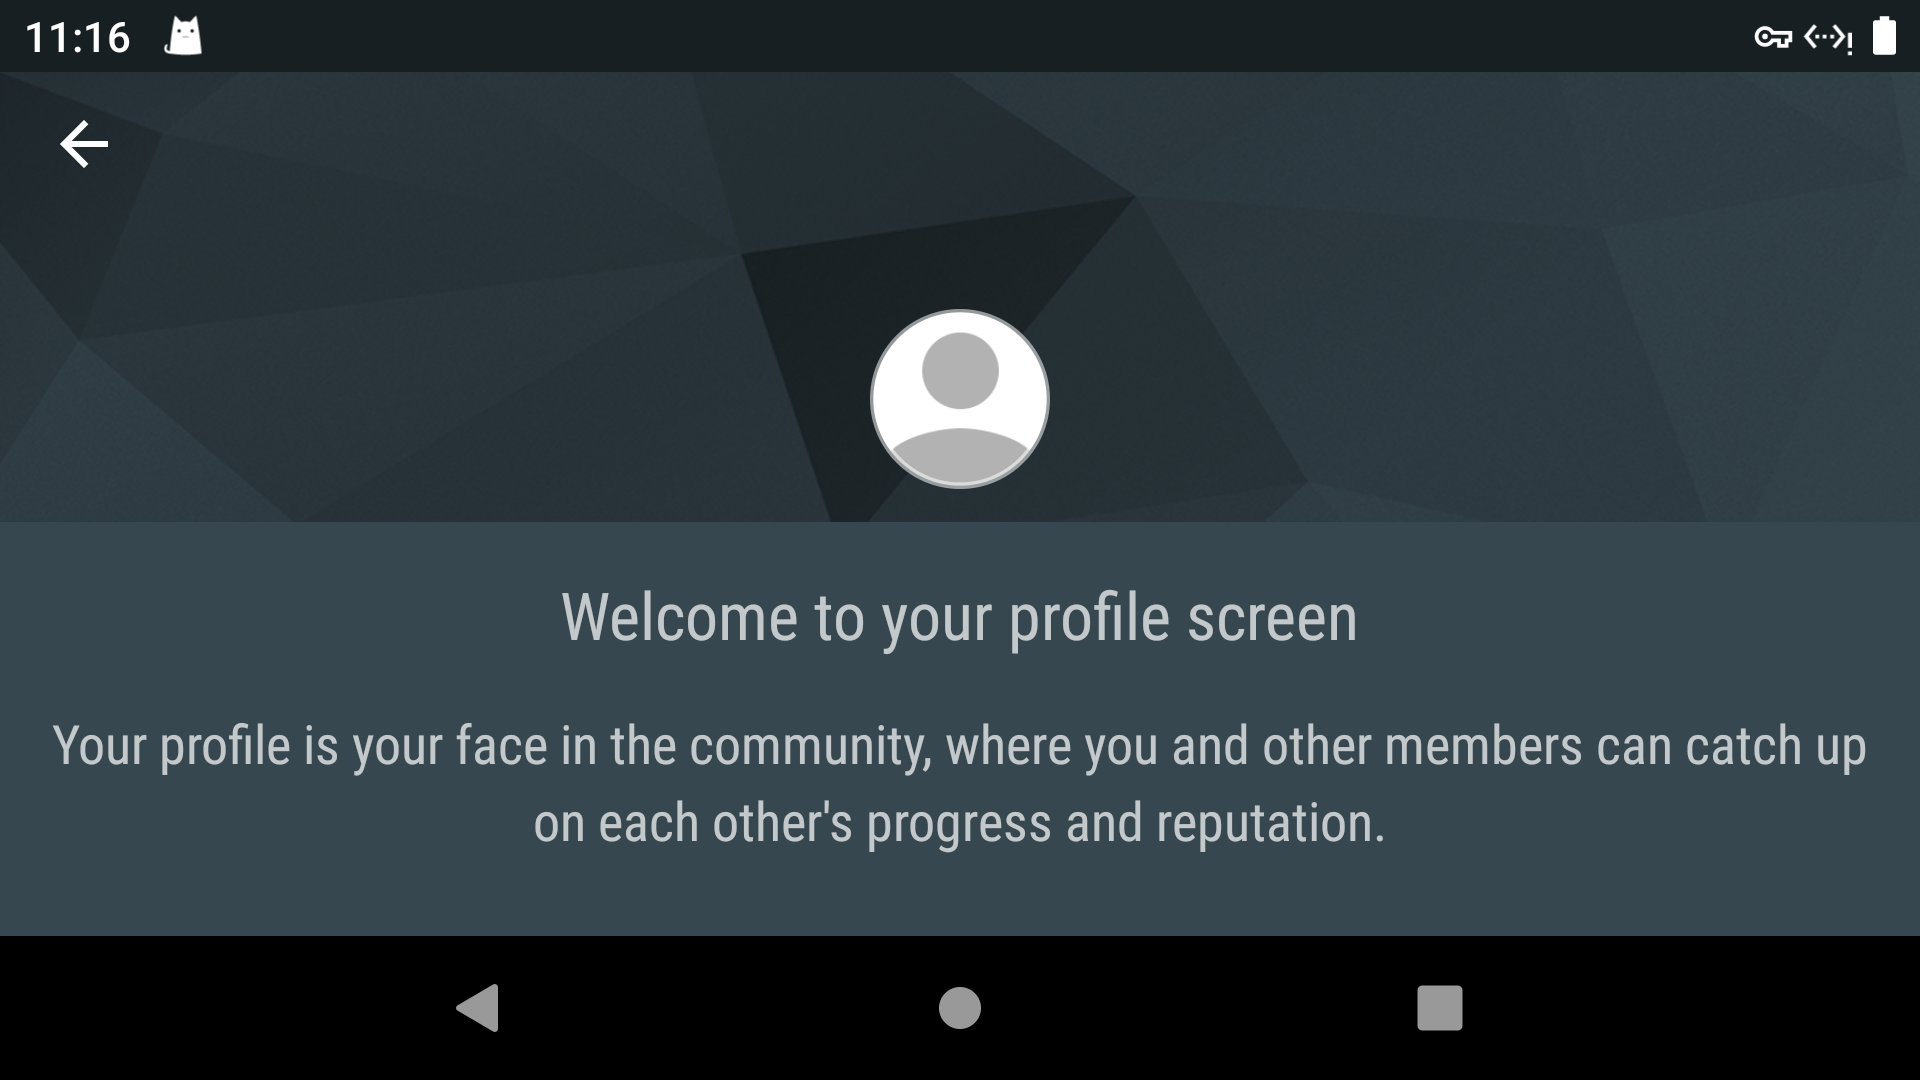 11:16
Welcome to your profile screen
Your profile is your face in the community, where you and other members can catch up
on each other's progress and reputation.